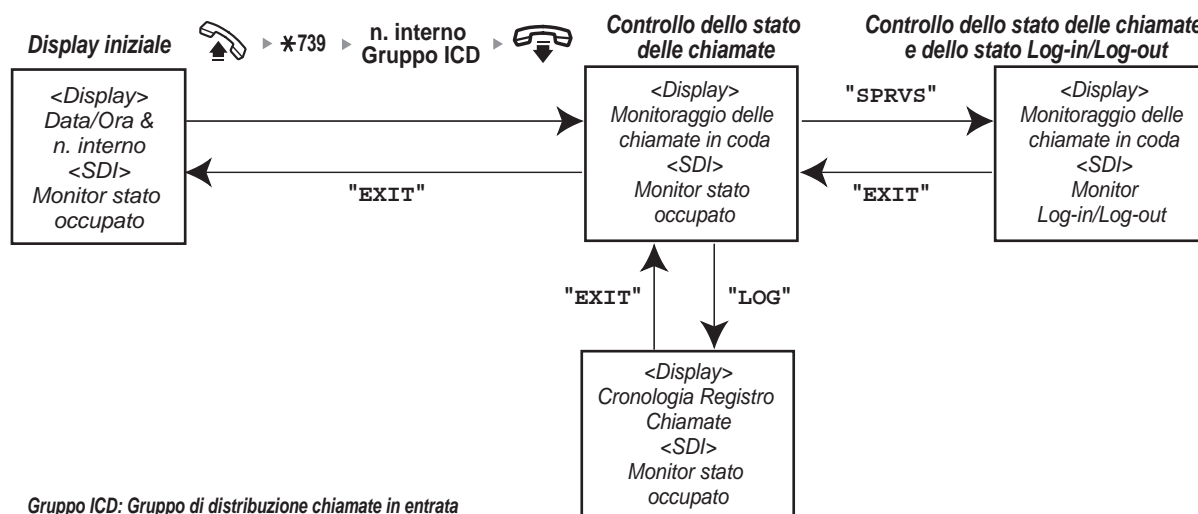 Display iniziale
*739
n. interno
Gruppo ICD
Controllo dello stato
delle chiamate
Controllo dello stato delle chiamate
e dello stato Log-in/Log-out
<Display>
Data/Ora &
n. interno
<SDI>
Monitor stato
occupato
"EXIT"
<Display>
Monitoraggio delle
chiamate in coda
<SDI>
Monitor stato
occupato
"SPRVS"
"EXIT"
<Display>
Monitoraggio delle
chiamate in coda
<SDI>
Monitor
Log-in/Log-out
"EXIT"
"LOG"
<Display>
Cronologia Registro
Chiamate
<SDI>
Monitor stato
occupato
Gruppo ICD: Gruppo di distribuzione chiamate in entrata